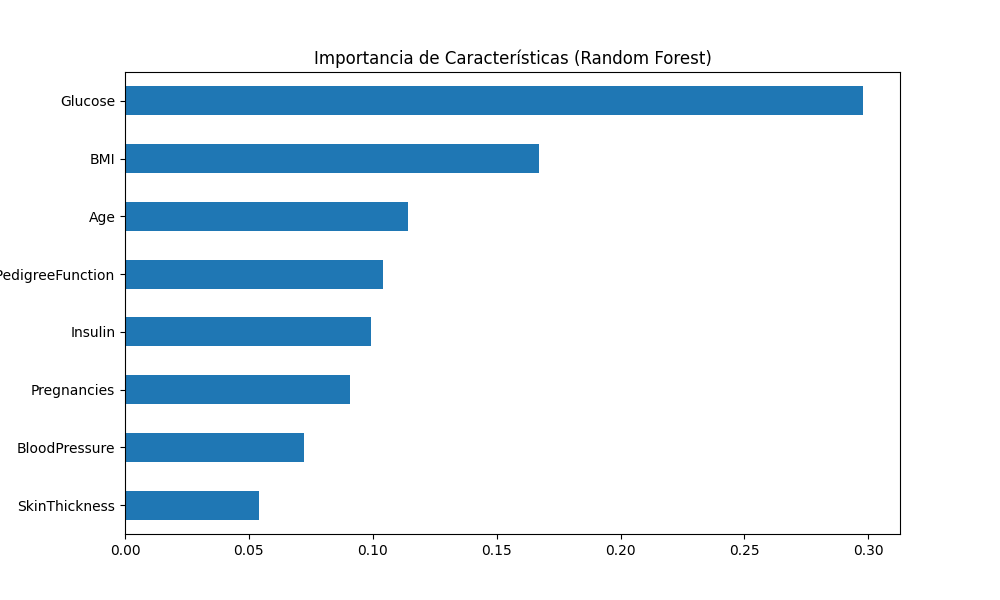 Importancia de Características (Random Forest)
Glucose
BMI
Age
PedigreeFunction
Insulin
Pregnancies
BloodPressure
SkinThickness
0.00 0.05 0.10 0.15 0.20 0.25 0.30